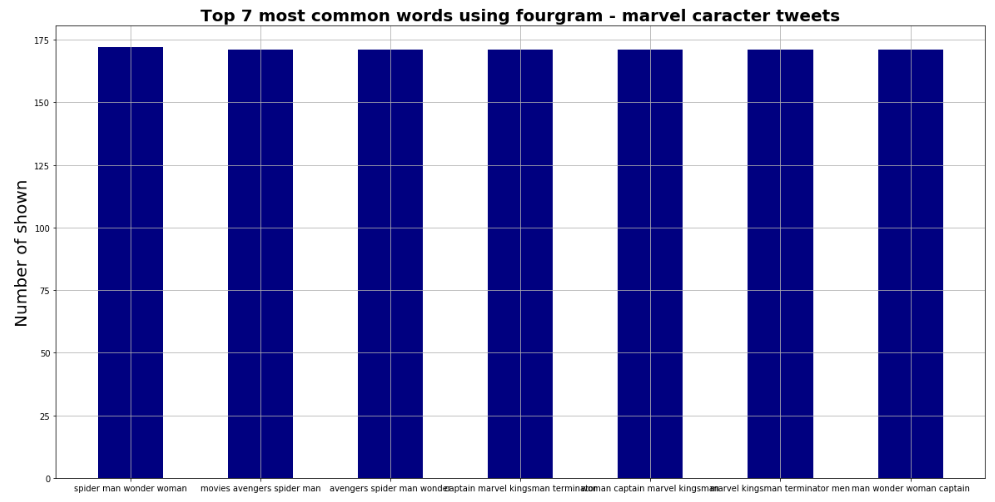 Top 7 most common words using fourgram - marvel caracter tweets
Number of shown
175
150
125
100
75
50
25
0
spider man wonder woman
movies avengers spider man
avengers spider man wonder
captain marvel kingsman terminator
woman captain marvel kingsman
marvel kingsman terminator men
man wonder woman captain